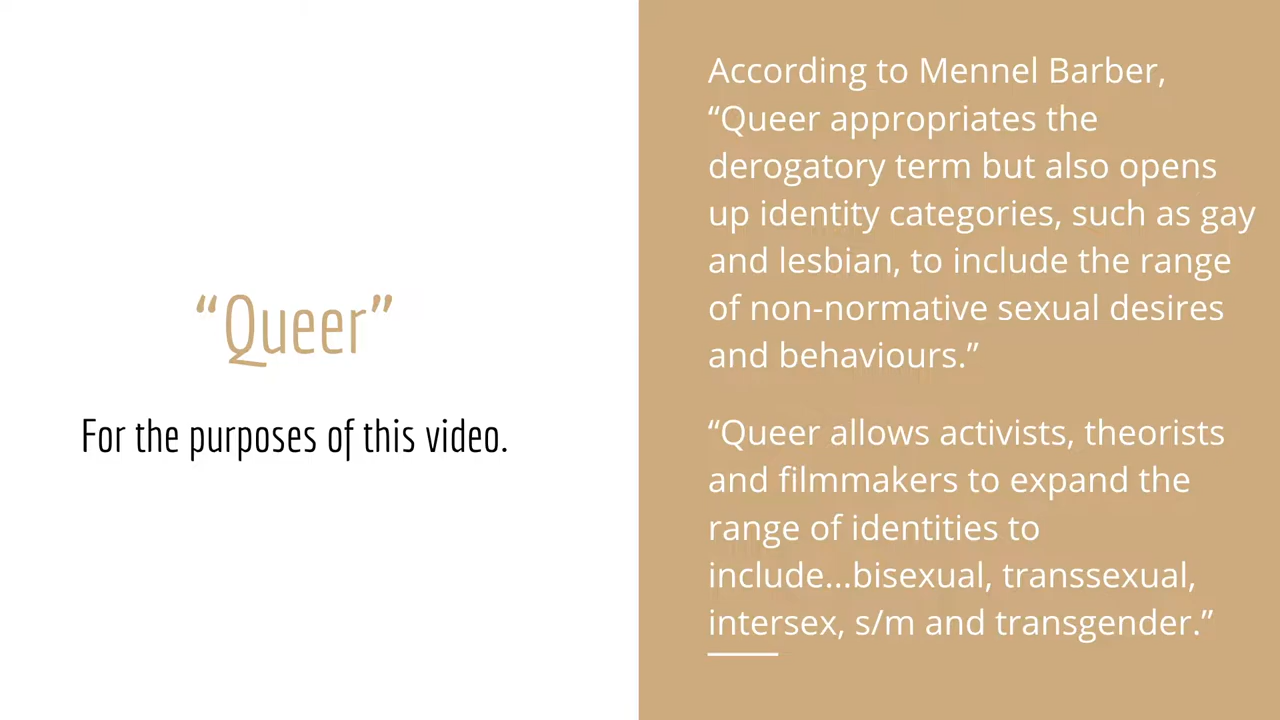 “Queer”
For the purposes of this video.
According to Mennel Barber,
“Queer appropriates the
derogatory term but also opens
up identity categories, such as gay
and lesbian, to include the range
of non-normative sexual desires
and behaviours.”
“Queer allows activists, theorists
and filmmakers to expand the
range of identities to
include...bisexual, transsexual,
intersex, s/m and transgender.”